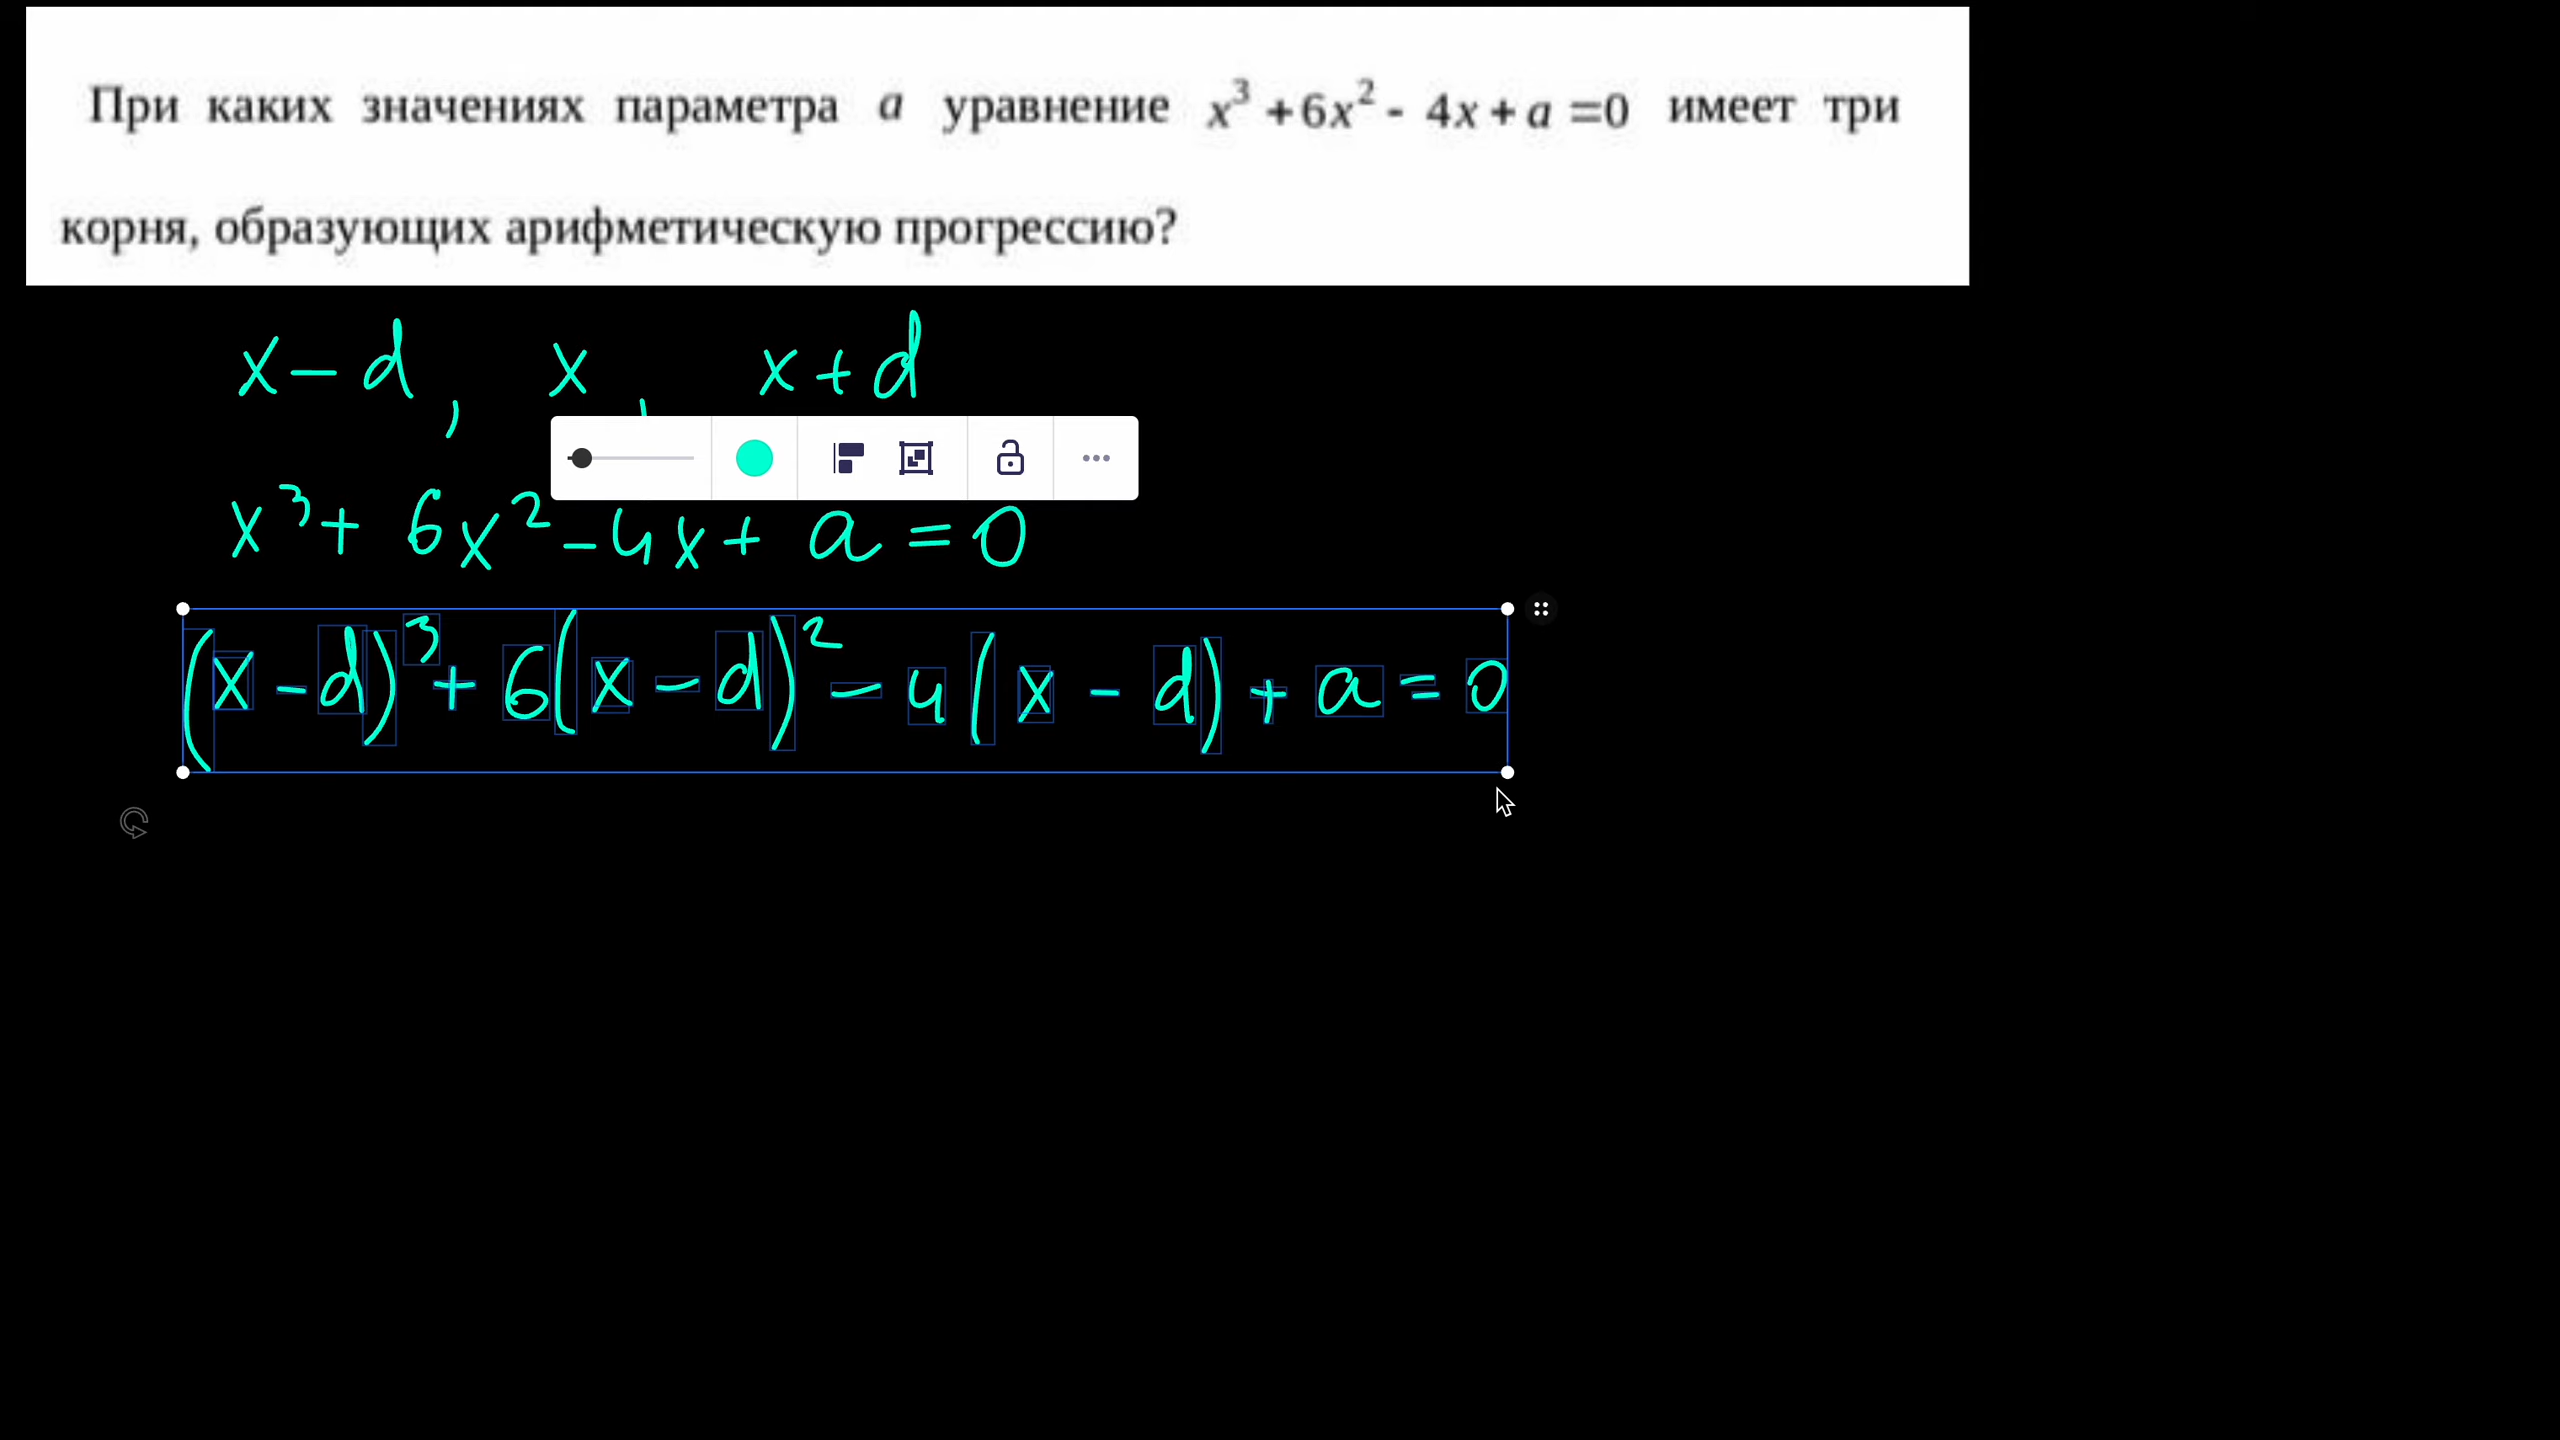 При каких значениях параметра a уравнение x³ + 6x² - 4x + a = 0 имеет три
корня, образующих арифметическую прогрессию?
x - d, x, x + d
x³ + 6x² - 4x + a = 0
(x - d)³ + 6(x - d)² - 4(x - d) + a = 0